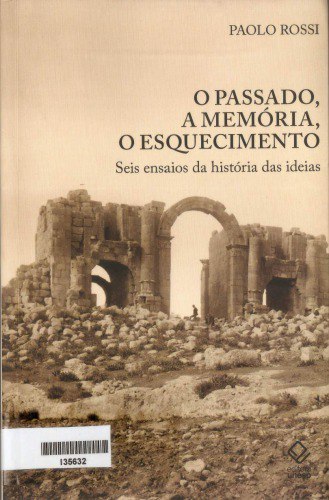 PAOLO ROSSI
O PASSADO,
A MEMÓRIA,
O ESQUECIMENTO
Seis ensaios da história das ideias
135632